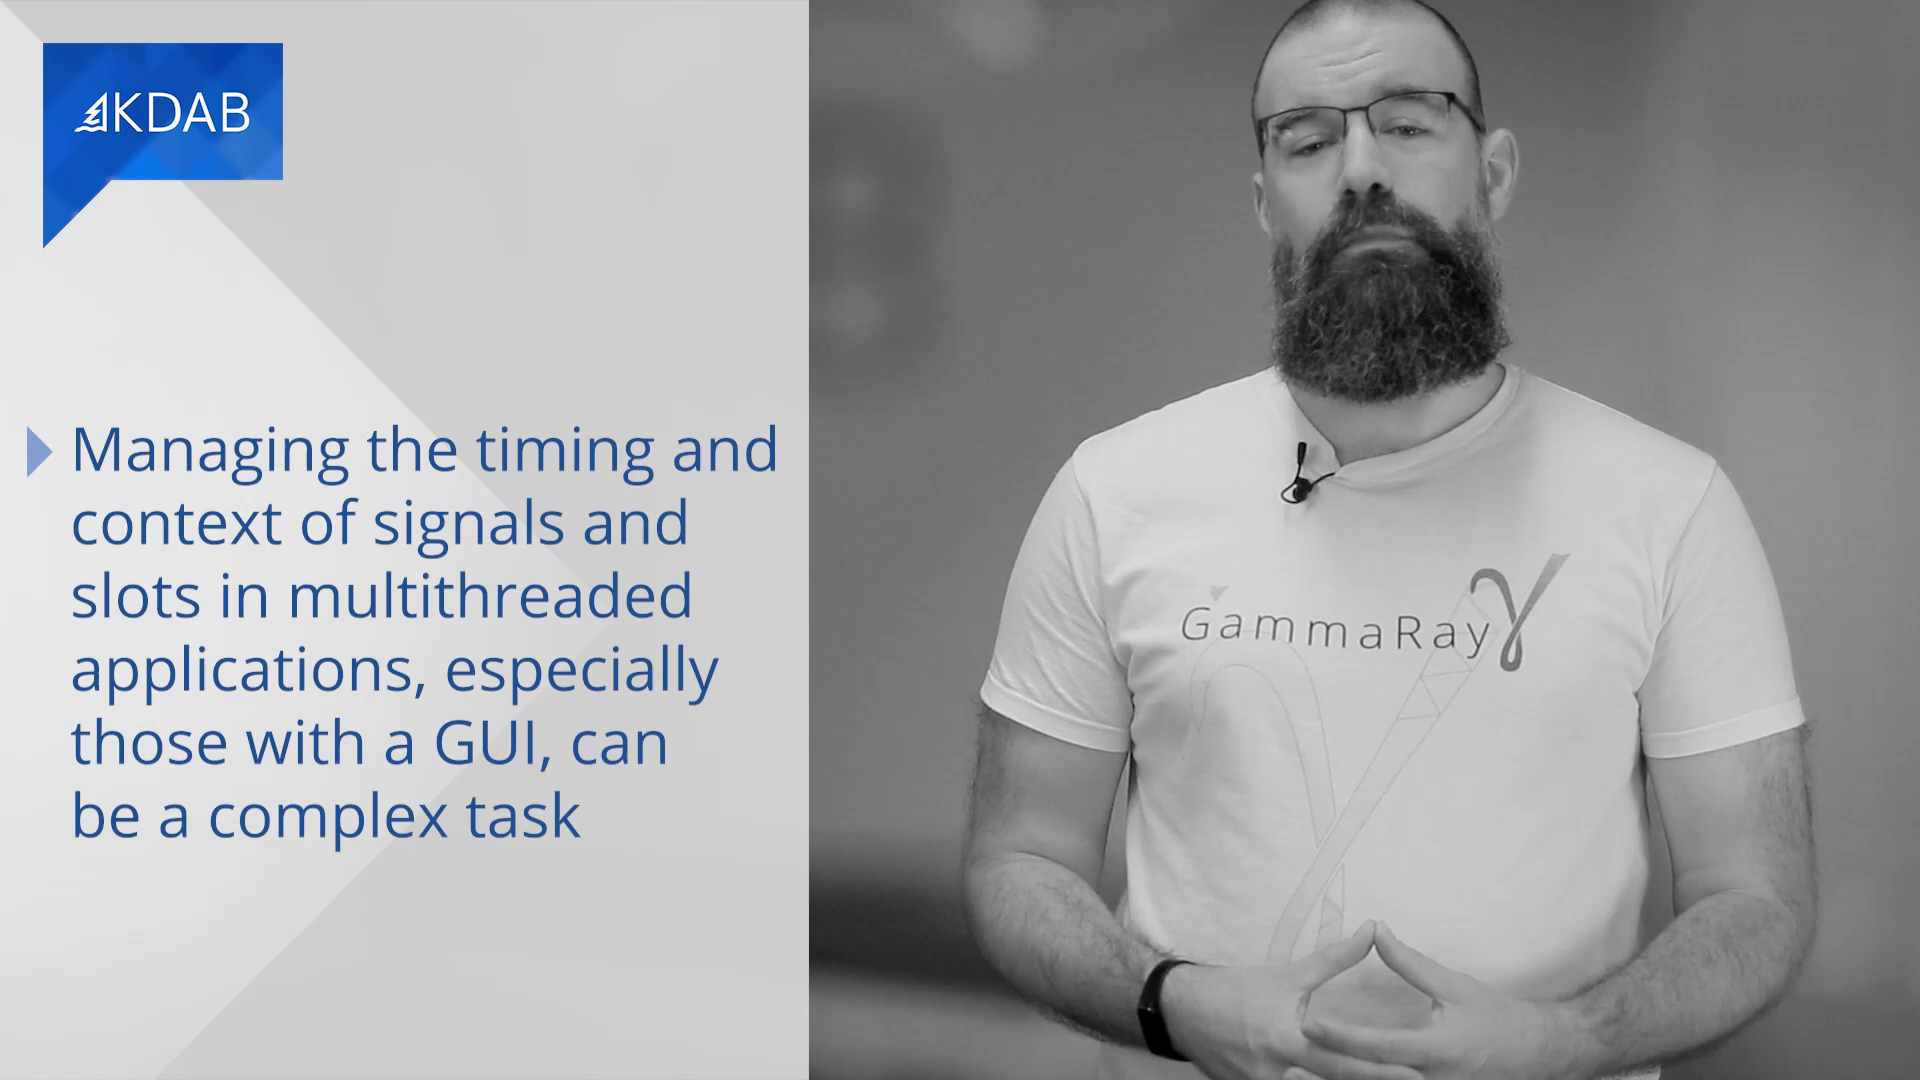 KDAB
Managing the timing and
context of signals and
slots in multithreaded
applications, especially
those with a GUI, can
be a complex task
GammaRay γ